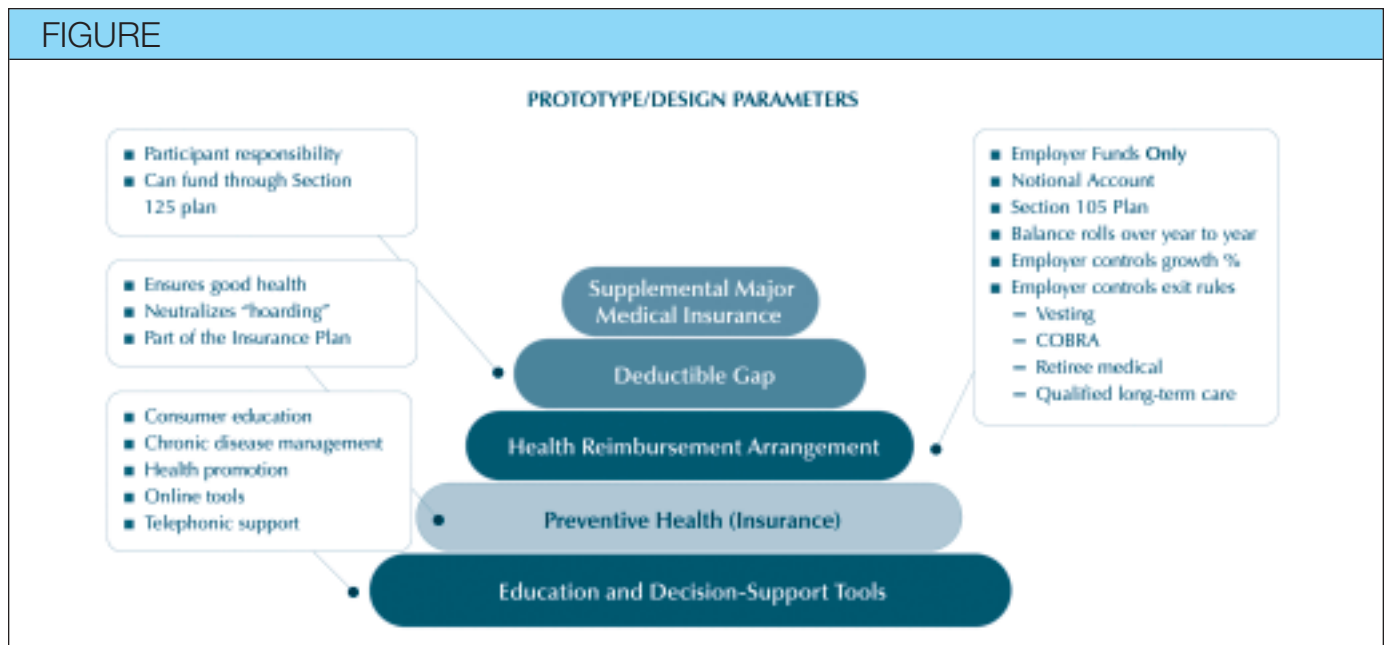 FIGURE
PROTOTYPE/DESIGN PARAMETERS
■ Participant responsibility
■ Can fund through Section
125 plan
■ Ensures good health
■ Neutralizes “hoarding”
■ Part of the Insurance Plan
■ Consumer education
■ Chronic disease management
■ Health promotion
■ Online tools
■ Telephonic support
Supplemental Major
Medical Insurance
Deductible Gap
Health Reimbursement Arrangement
Preventive Health (Insurance)
Education and Decision-Support Tools
■ Employer Funds Only
■ Notional Account
■ Section 105 Plan
■ Balance rolls over year to year
■ Employer controls growth %
■ Employer controls exit rules
– Vesting
– COBRA
– Retiree medical
– Qualified long-term care